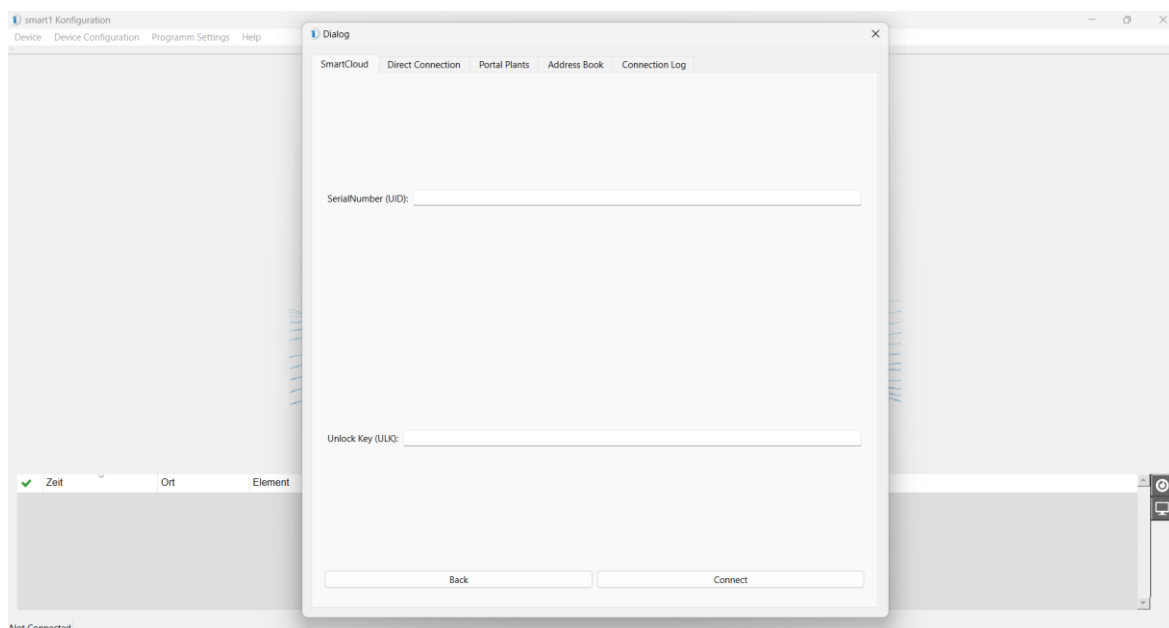 smart1 Konfiguration
Device Device Configuration Programm Settings Help
Dialog
SmartCloud Direct Connection Portal Plants Address Book Connection Log
SerialNumber (UID):
Unlock Key (ULK):
Zeit Ort Element
Back Connect
Not Connected